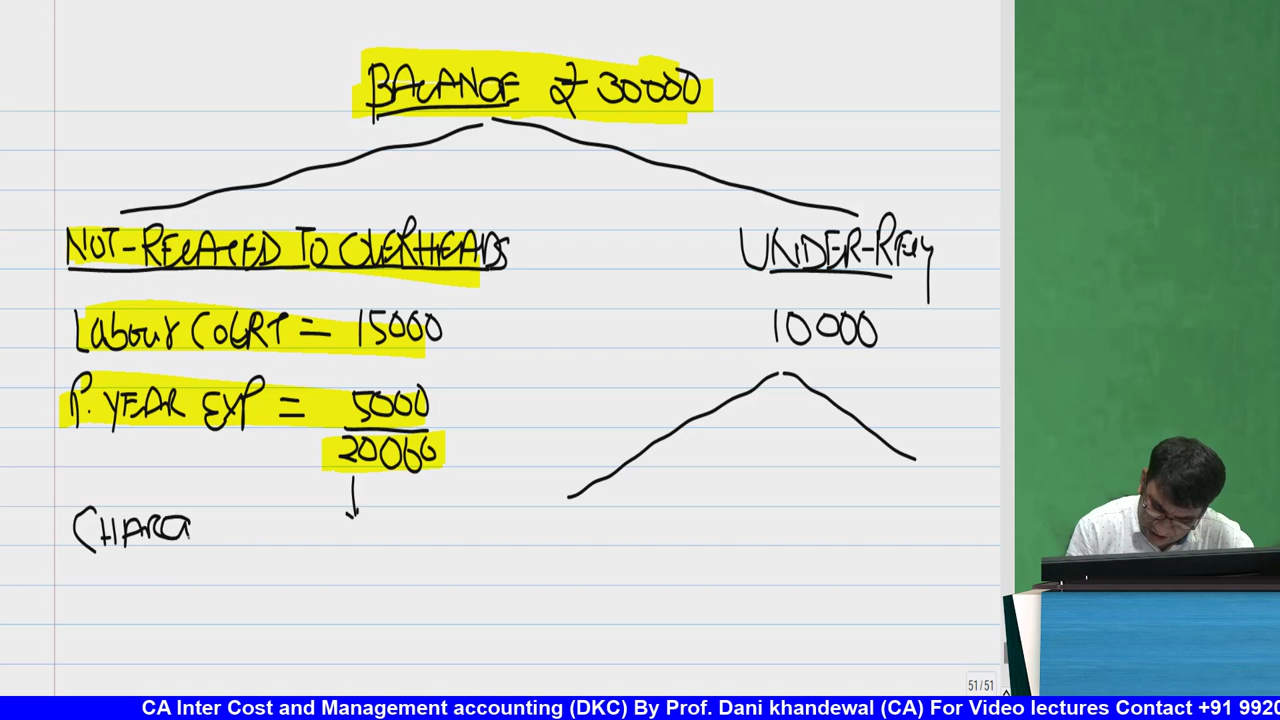 BALANCE ₹ 30000
NOT-RELATED TO OVERHEADS
UNDER-REY
Labour COURT = 15000
10000
P. YEAR EXP = 5000
20000
CHARG
51/51
CA Inter Cost and Management accounting (DKC) By Prof. Dani khandewal (CA) For Video lectures Contact +91 9920